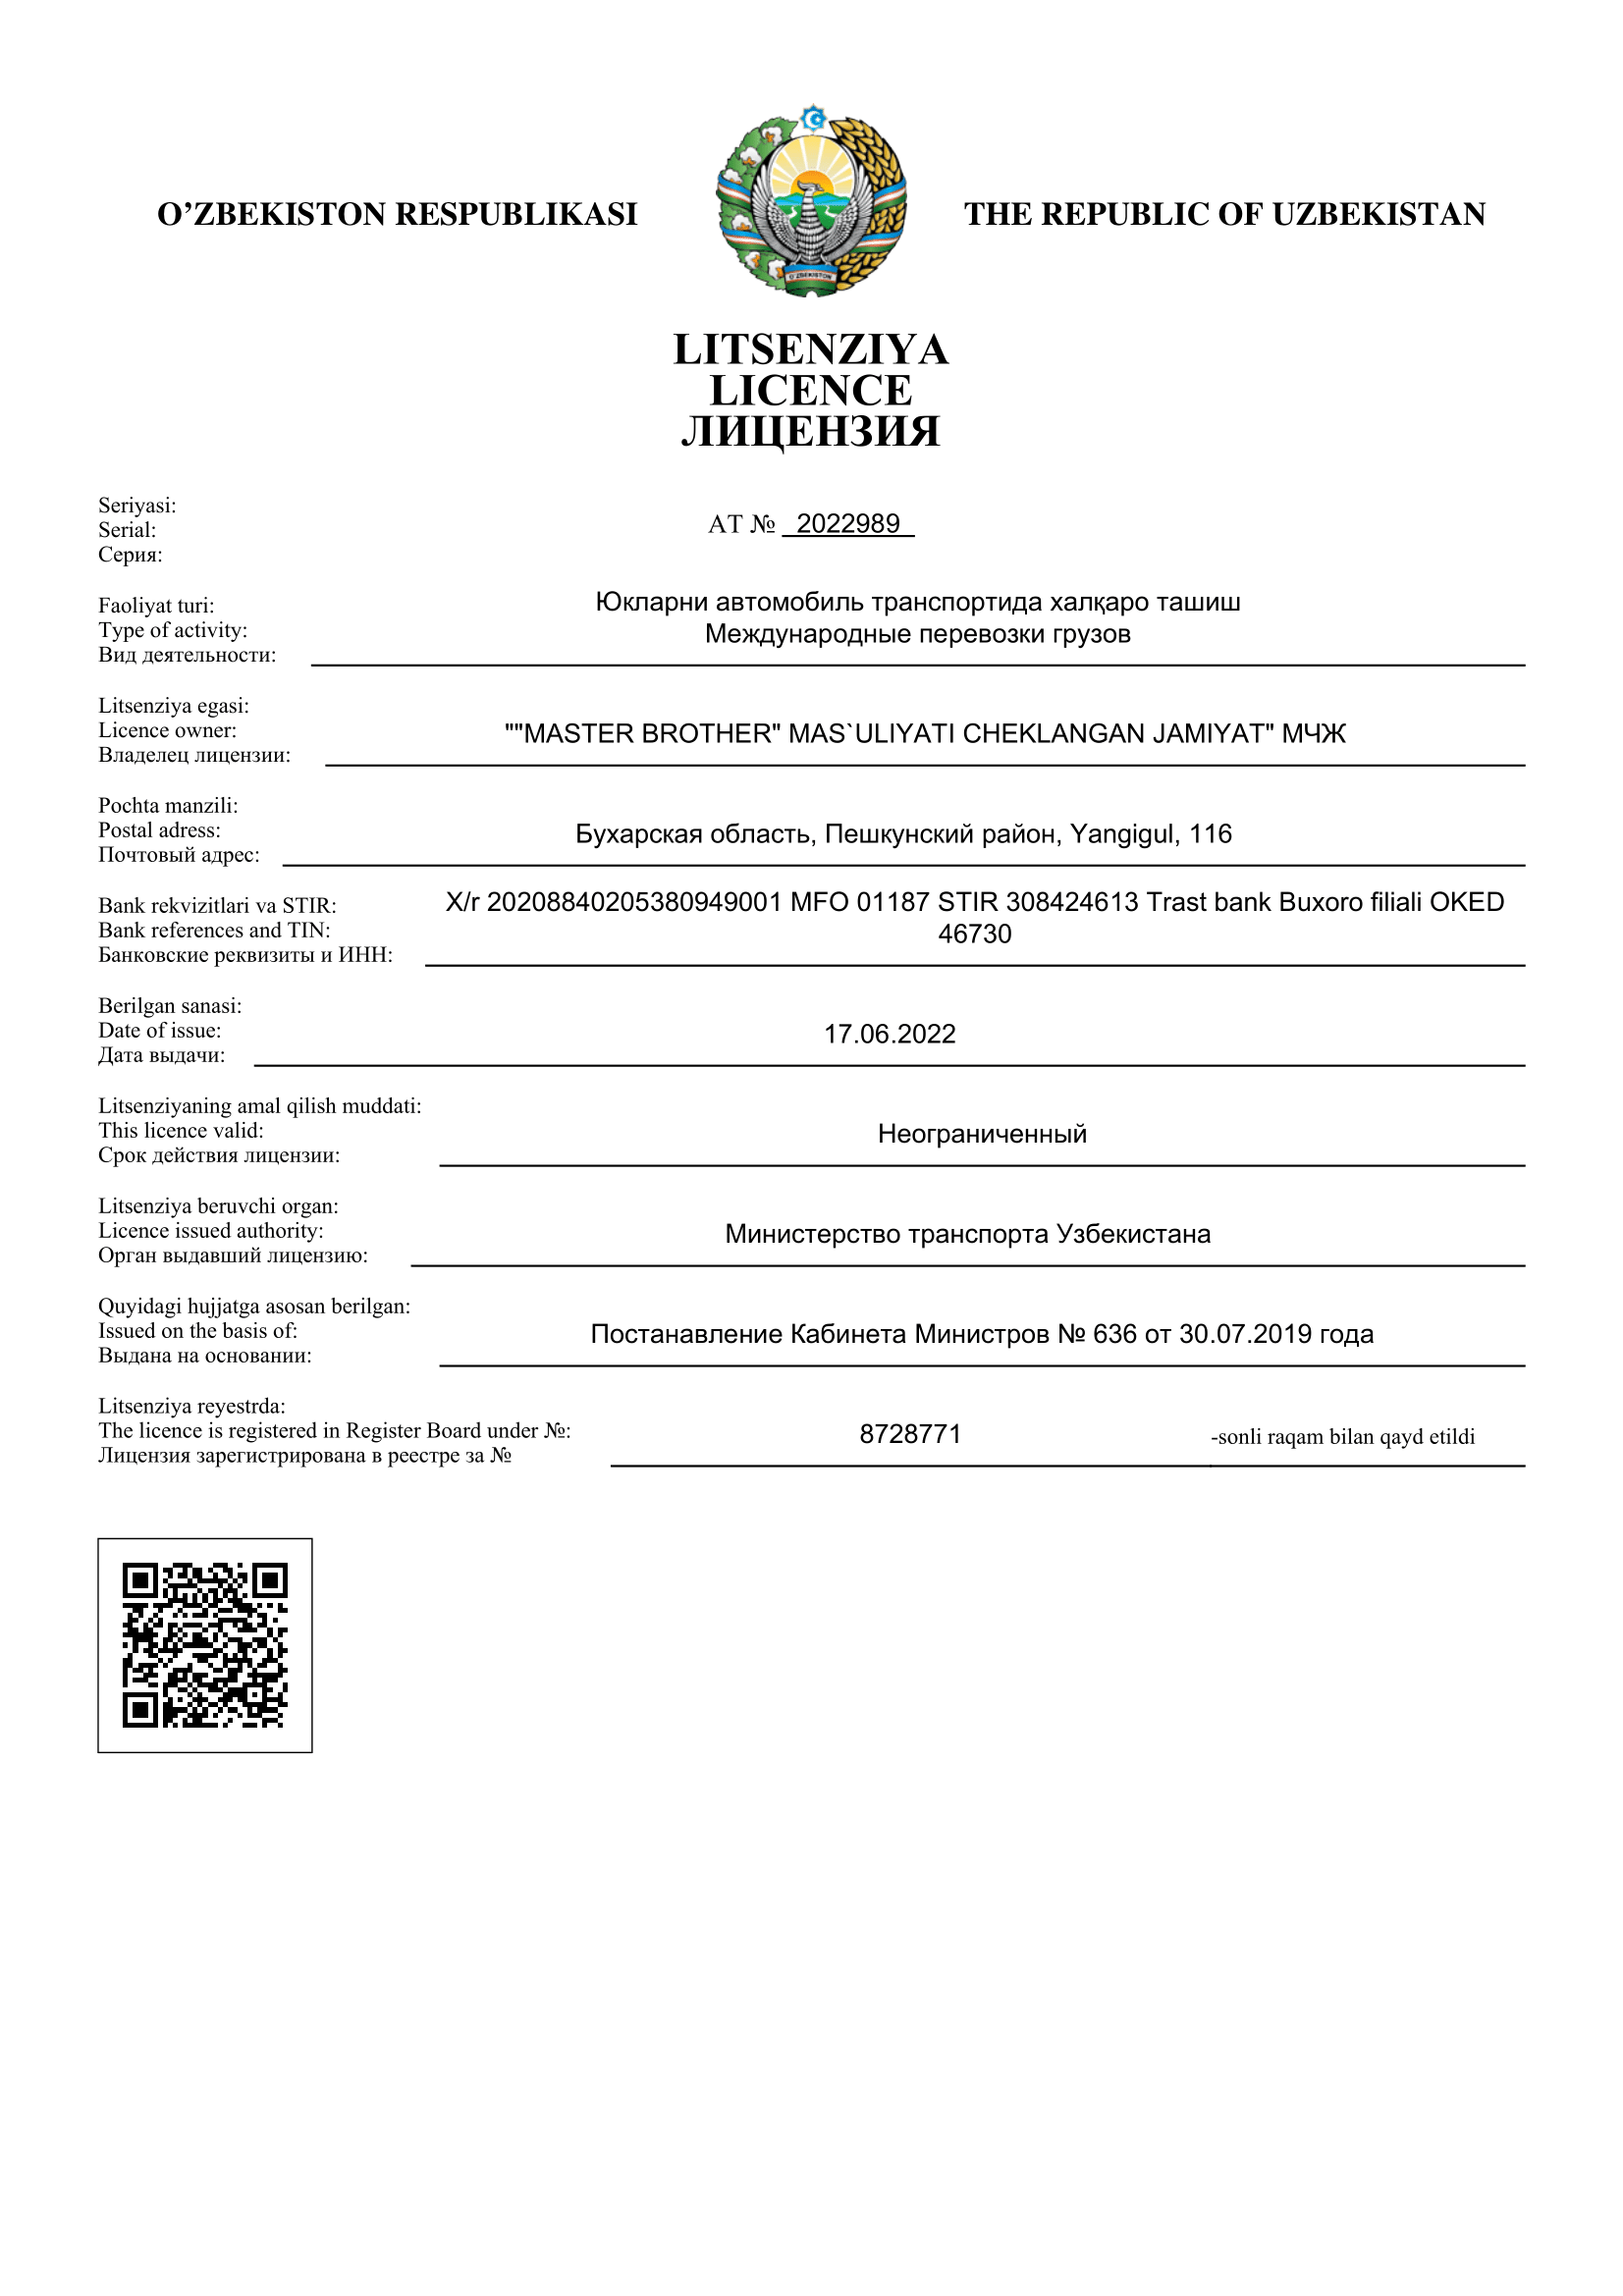 O’ZBEKISTON RESPUBLIKASI
O‘ZBEKISTON
THE REPUBLIC OF UZBEKISTAN
LITSENZIYA
LICENCE
ЛИЦЕНЗИЯ
Seriyasi:
Serial:
Серия:
АТ № 2022989
Faoliyat turi:
Type of activity:
Вид деятельности:
Юкларни автомобиль транспортида халқаро ташиш
Международные перевозки грузов
Litsenziya egasi:
Licence owner:
Владелец лицензии:
""MASTER BROTHER" MAS`ULIYATI CHEKLANGAN JAMIYAT" МЧЖ
Pochta manzili:
Postal adress:
Почтовый адрес:
Бухарская область, Пешкунский район, Yangigul, 116
Bank rekvizitlari va STIR:
Bank references and TIN:
Банковские реквизиты и ИНН:
X/r 20208840205380949001 MFO 01187 STIR 308424613 Trast bank Buxoro filiali OKED
46730
Berilgan sanasi:
Date of issue:
Дата выдачи:
17.06.2022
Litsenziyaning amal qilish muddati:
This licence valid:
Срок действия лицензии:
Неограниченный
Litsenziya beruvchi organ:
Licence issued authority:
Орган выдавший лицензию:
Министерство транспорта Узбекистана
Quyidagi hujjatga asosan berilgan:
Issued on the basis of:
Выдана на основании:
Постанавление Кабинета Министров № 636 от 30.07.2019 года
Litsenziya reyestrda:
The licence is registered in Register Board under №:
Лицензия зарегистрирована в реестре за №
8728771
-sonli raqam bilan qayd etildi